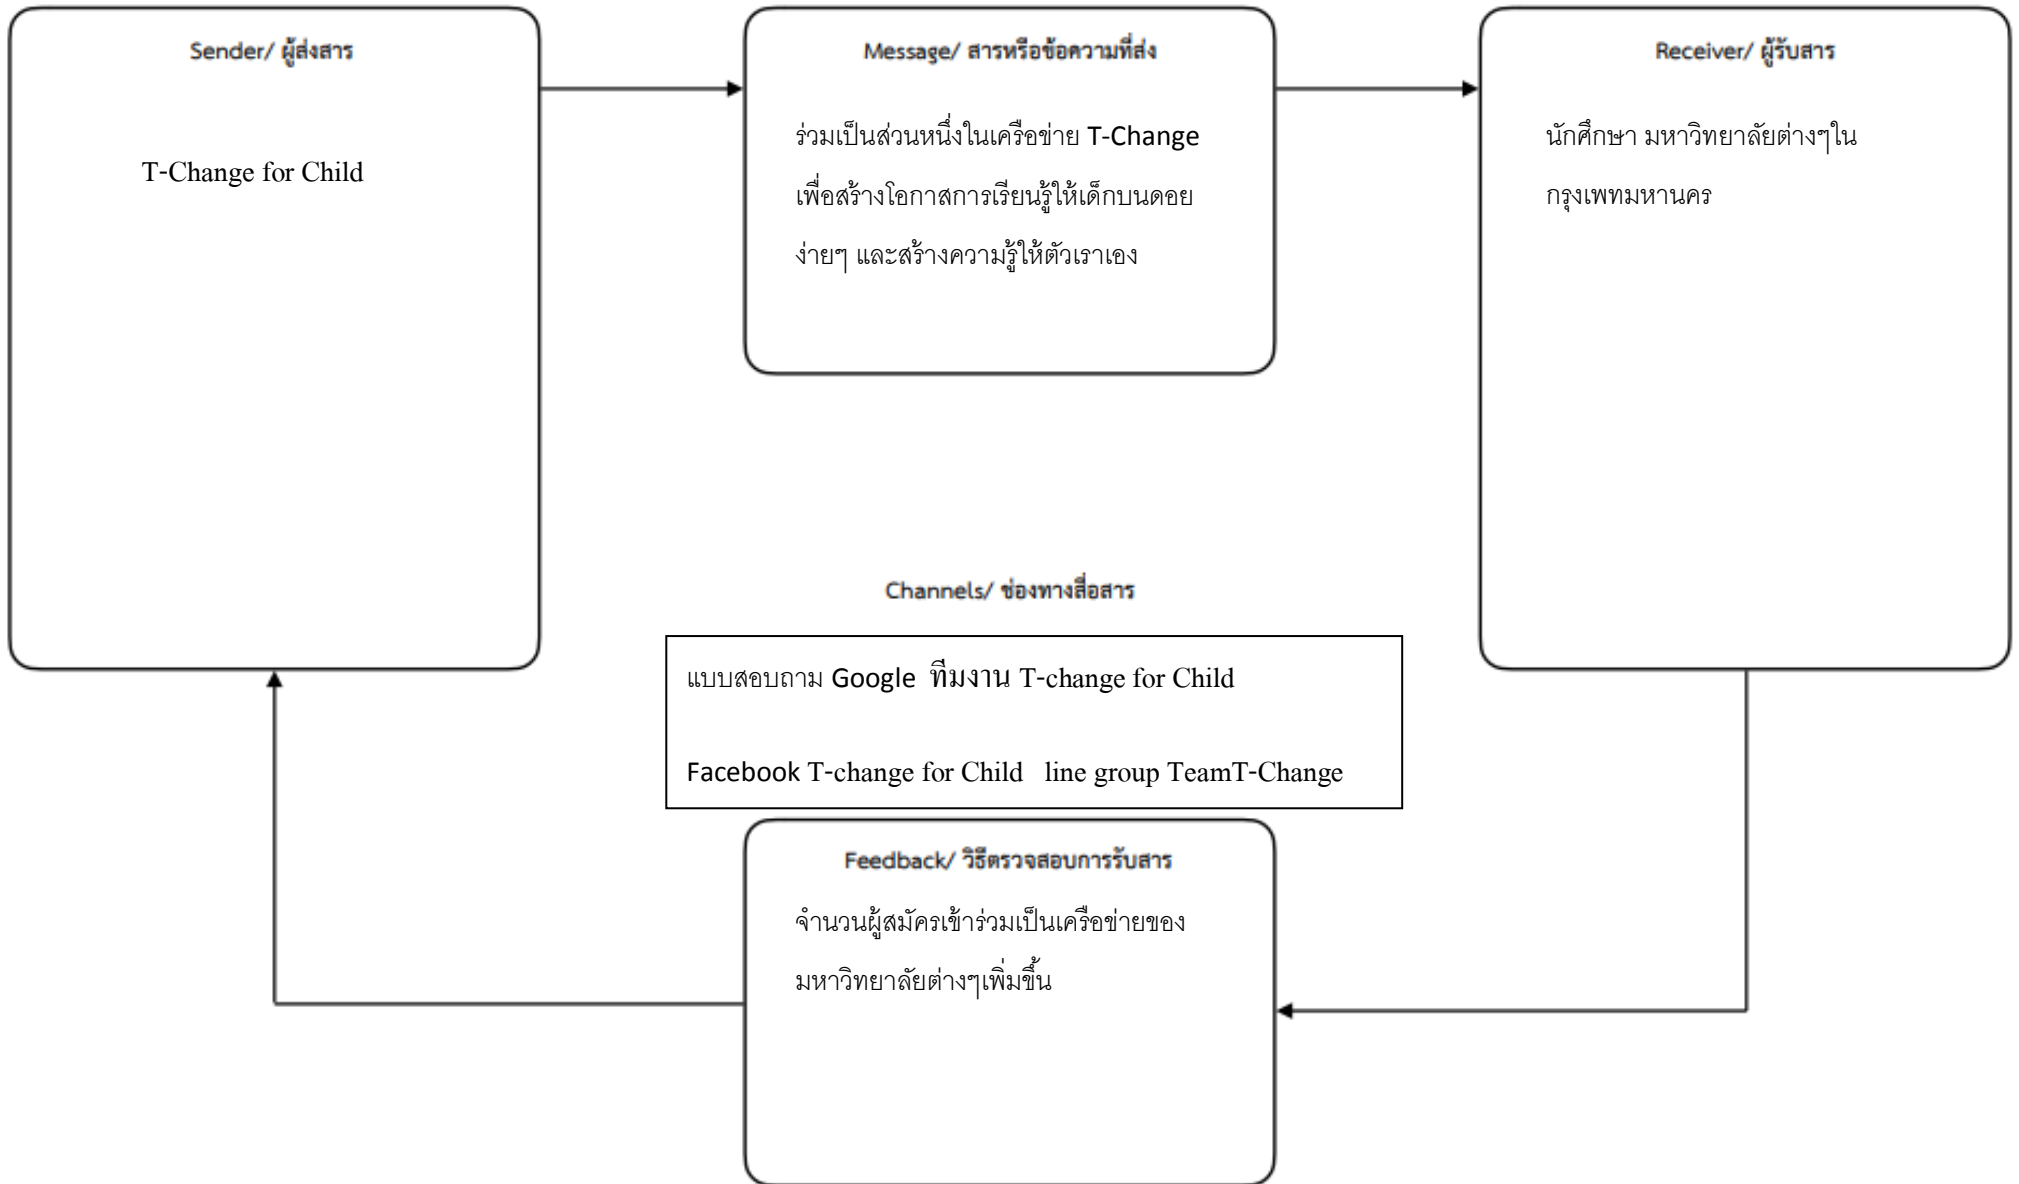 Sender/ ผู้ส่งสาร
T-Change for Child
Message/ สารหรือข้อความที่ส่ง
ร่วมเป็นส่วนหนึ่งในเครือข่าย T-Change
เพื่อสร้างโอกาสการเรียนรู้ให้เด็กบนดอย
ง่ายๆ และสร้างความรู้ให้ตัวเราเอง
Receiver/ ผู้รับสาร
นักศึกษา มหาวิทยาลัยต่างๆใน
กรุงเพทมหานคร
Channels/ ช่องทางสื่อสาร
แบบสอบถาม Google ทีมงาน T-change for Child
Facebook T-change for Child line group TeamT-Change
Feedback/ วิธีตรวจสอบการรับสาร
จำนวนผู้สมัครเข้าร่วมเป็นเครือข่ายของ
มหาวิทยาลัยต่างๆเพิ่มขึ้น